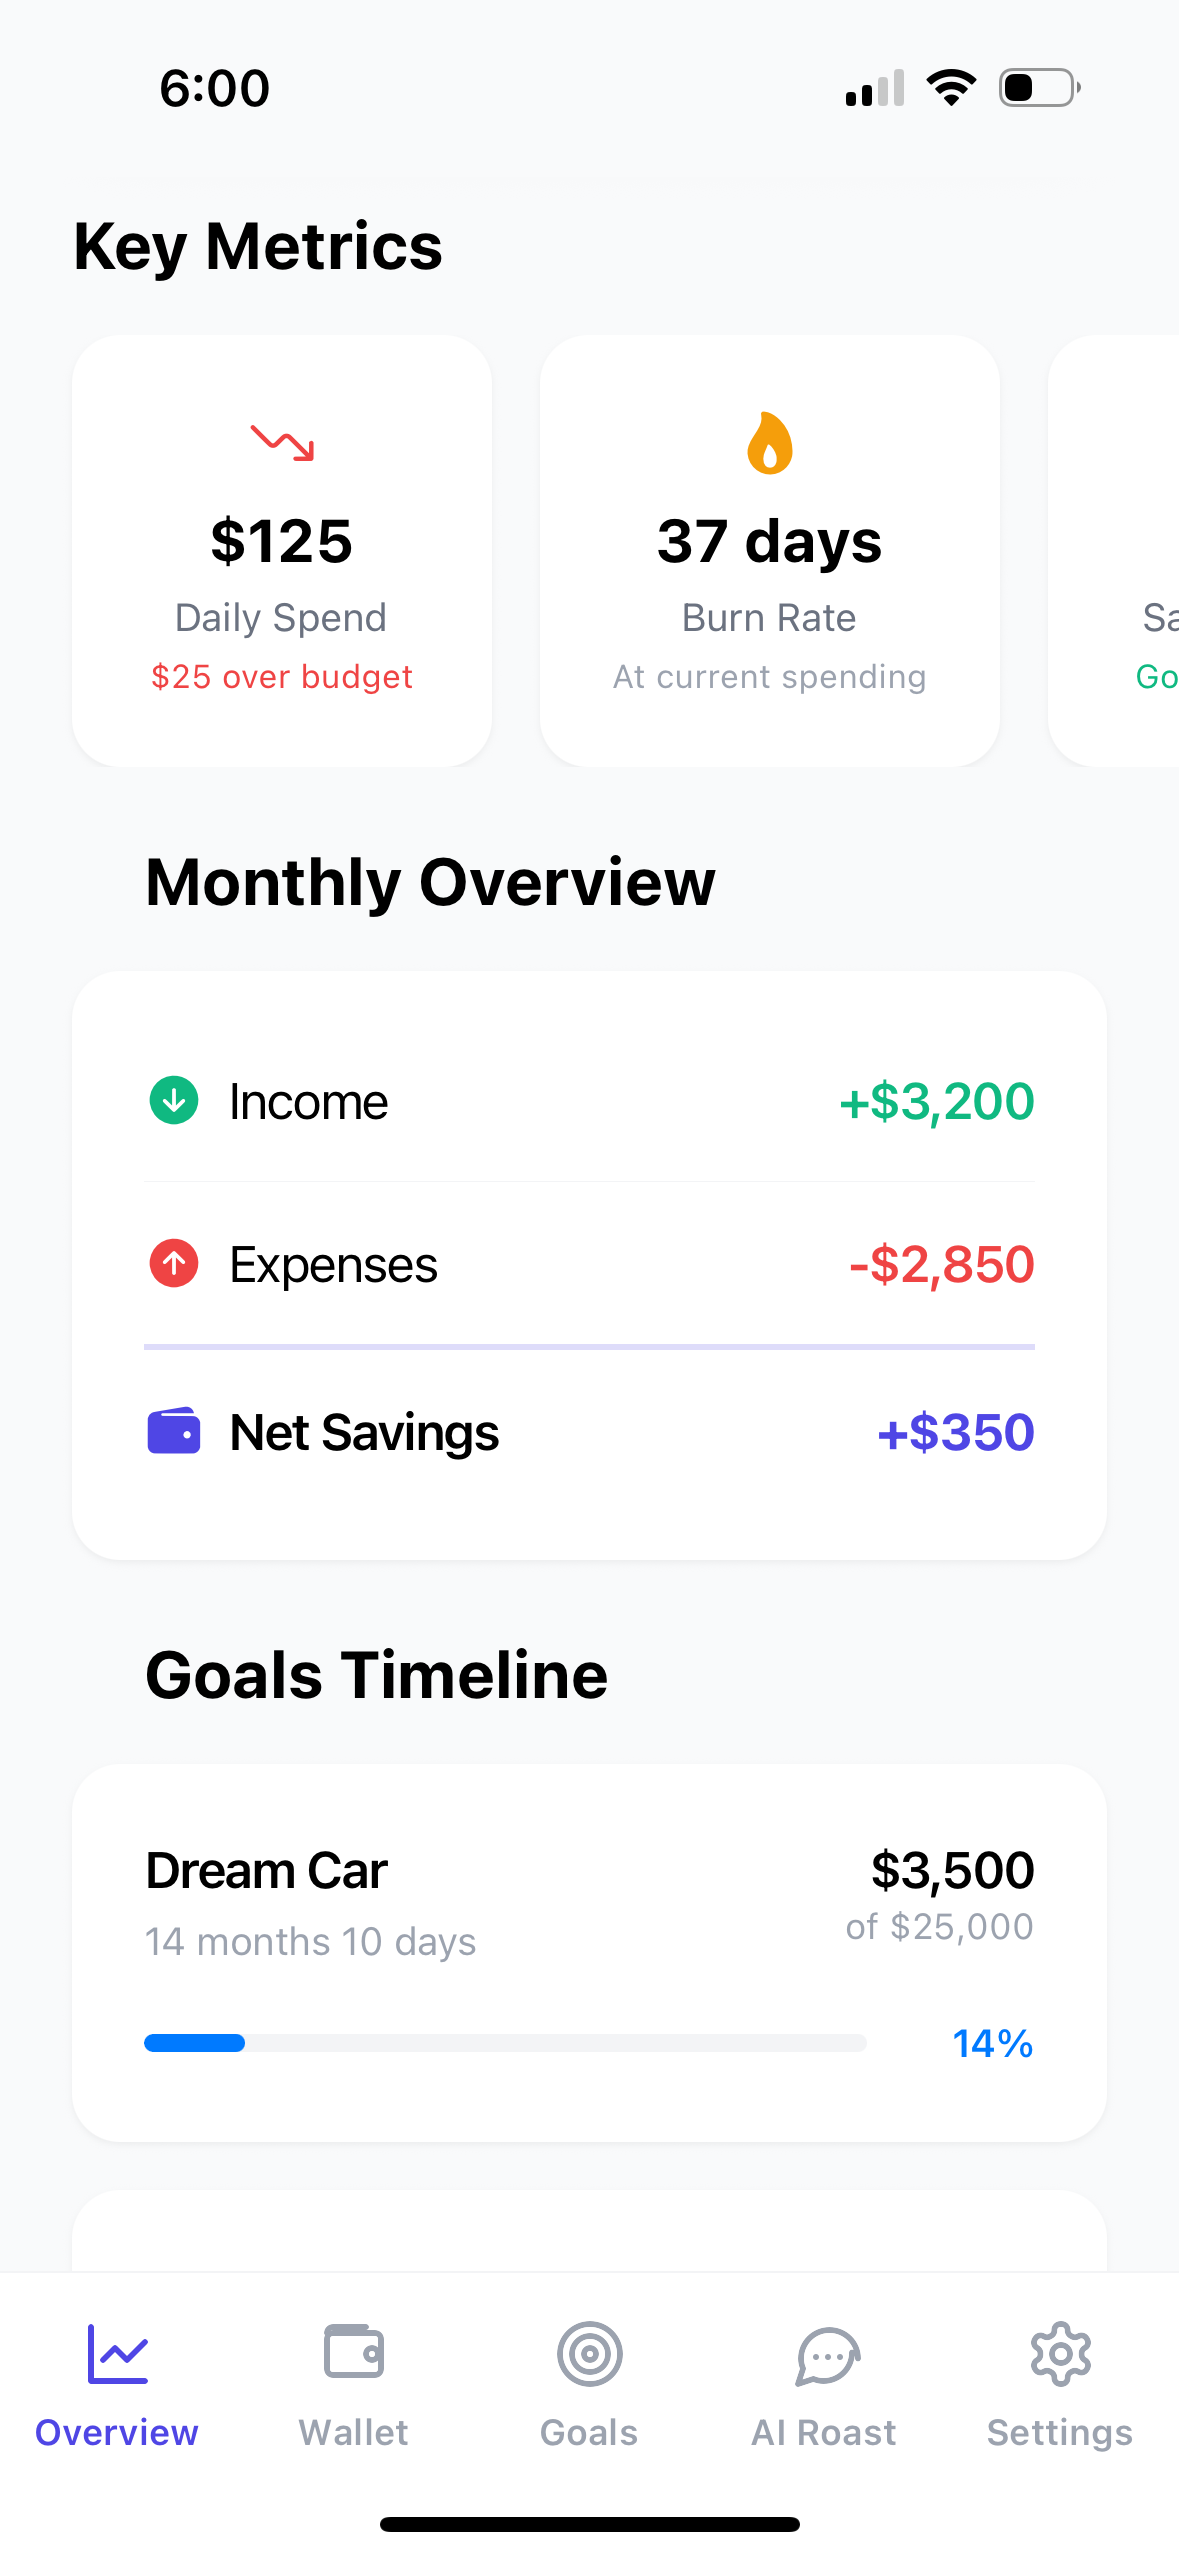 6:00
Key Metrics
$125
Daily Spend
$25 over budget
37 days
Burn Rate
At current spending
Monthly Overview
Income
+$3,200
Expenses
-$2,850
Net Savings
+$350
Goals Timeline
Dream Car
$3,500
14 months 10 days
of $25,000
14%
Overview
Wallet
Goals
AI Roast
Settings